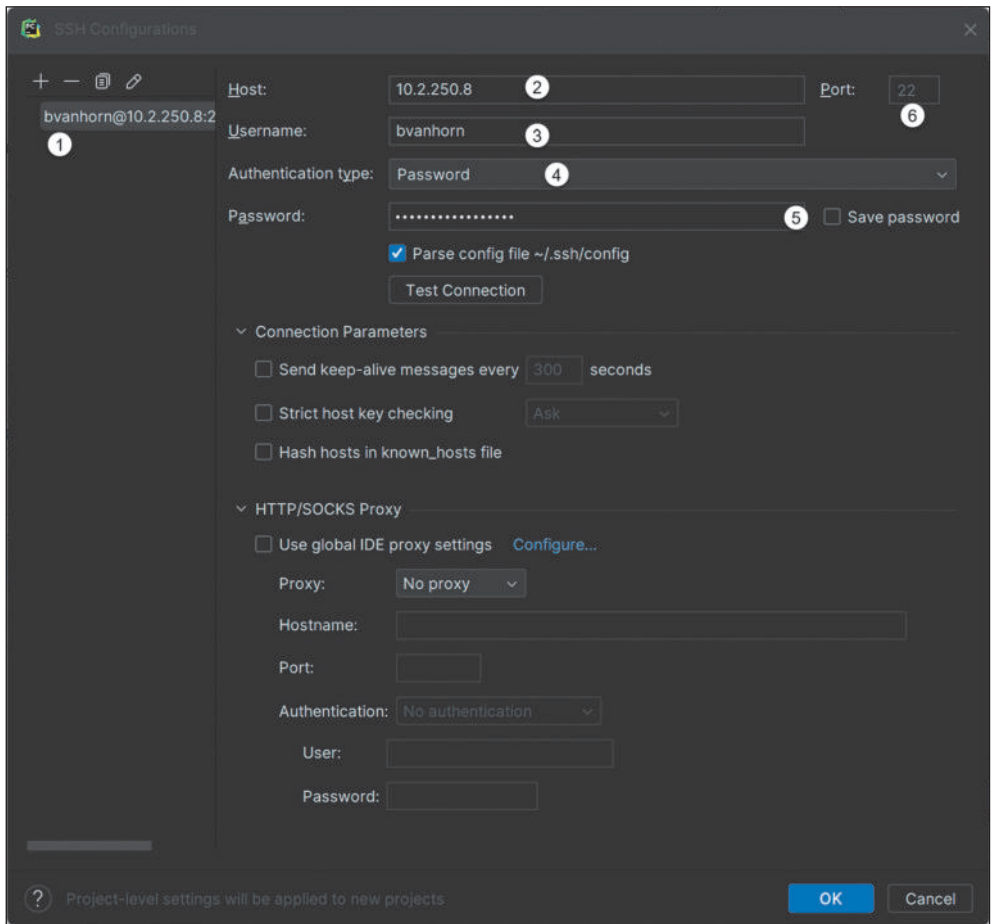 SSH Configurations
Host: 10.2.250.8 2 Port: 22
bvanhorn@10.2.250.8:2
6
1
Username: bvanhorn 3
Authentication type: Password 4
Password: ••••••••••••••••• 5 Save password
Parse config file ~/.ssh/config
Test Connection
Connection Parameters
Send keep-alive messages every 300 seconds
Strict host key checking Ask
Hash hosts in known_hosts file
HTTP/SOCKS Proxy
Use global IDE proxy settings Configure...
Proxy: No proxy
Hostname:
Port:
Authentication: No authentication
User:
Password:
? Project-level settings will be applied to new projects OK Cancel